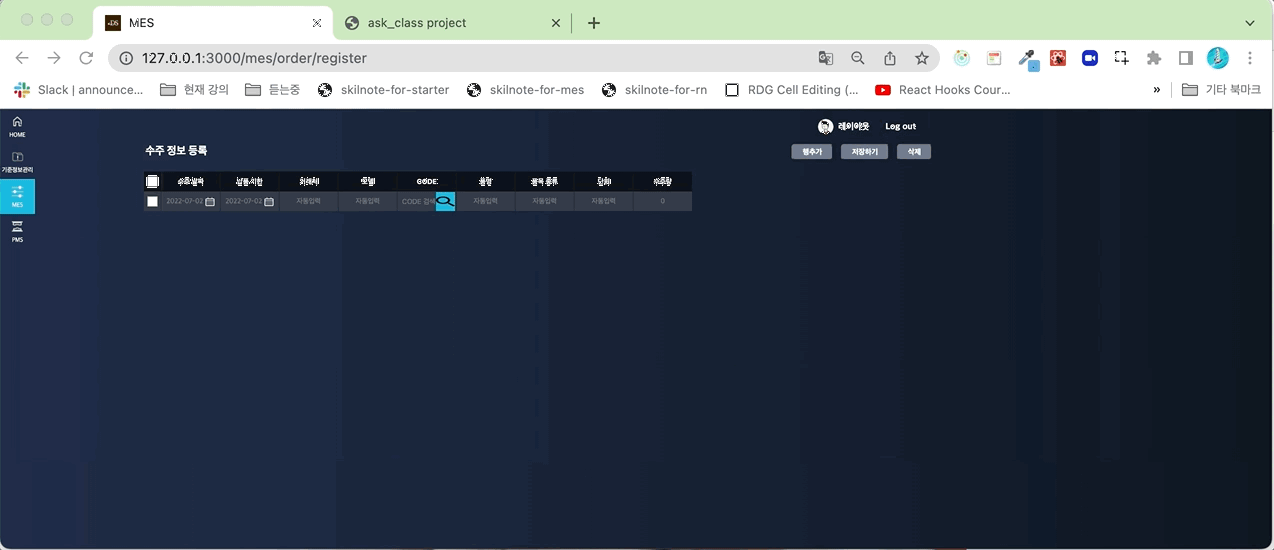 MES
ask_class project
127.0.0.1:3000/mes/order/register
Slack | announce... 현재 강의 듣는중 skilnote-for-starter skilnote-for-mes skilnote-for-rn RDG Cell Editing (... React Hooks Cour... » 기타 북마크
HOME
레이아웃 Log out
수주 정보 등록
행추가 저장하기 삭제
기준정보관리
수주날짜 납품기한 거래처 모델 CODE 품명 품목 종류 단위 수주량
2022-07-02 2022-07-02 자동입력 자동입력 CODE 검색 자동입력 자동입력 자동입력 0
MES
PMS